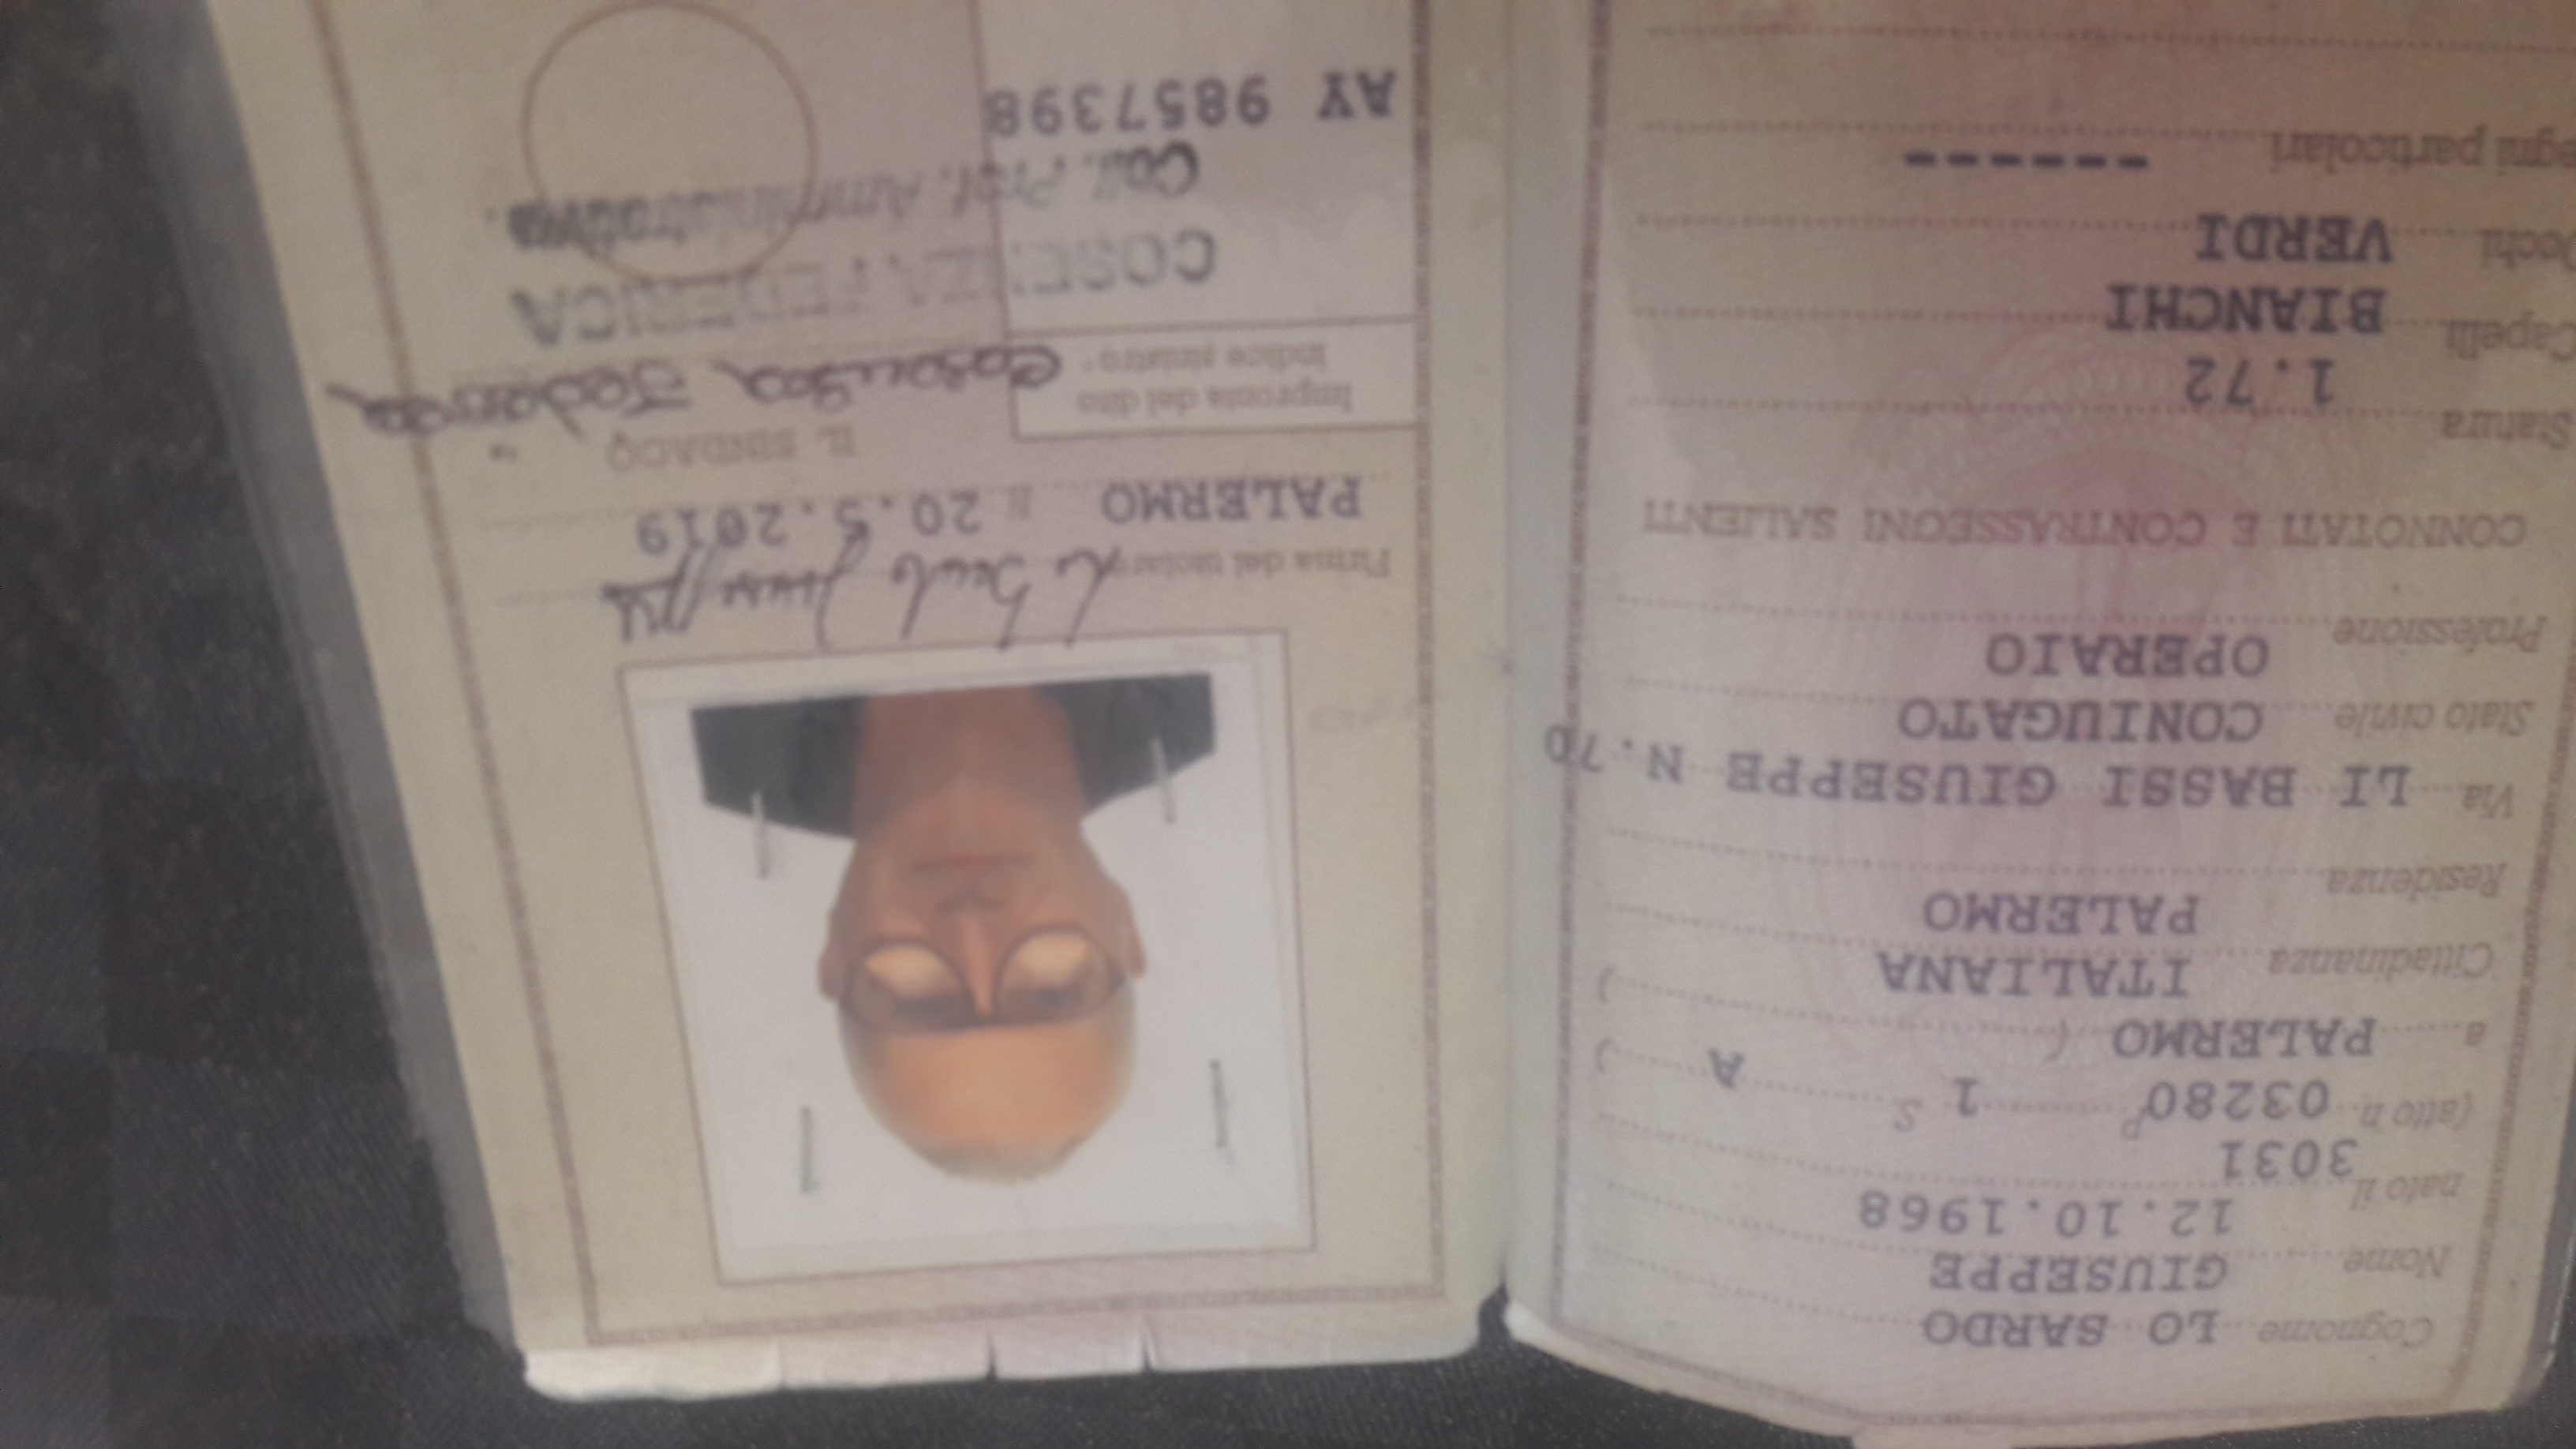 Cognome LO SARDO
Nome GIUSEPPE
nato il 12.10.1968
3031
(atto n. 03280 P. 1 S. A )
a PALERMO ( )
Cittadinanza ITALIANA
Residenza PALERMO
Via LI BASSI GIUSEPPE N.70
Stato civile CONIUGATO
Professione OPERAIO
CONNOTATI E CONTRASSEGNI SALIENTI
Statura 1.72
Capelli BIANCHI
Occhi VERDI
egni particolari ------
Firma del titolare Lo Sardo Giuseppe
PALERMO li 20.5.2019
IL SINDACO
Impronta del dito
indice sinistro
Cosenza Federica
COSENZA FEDERICA
Coll. Prof. Amministrativo
AY 9857398